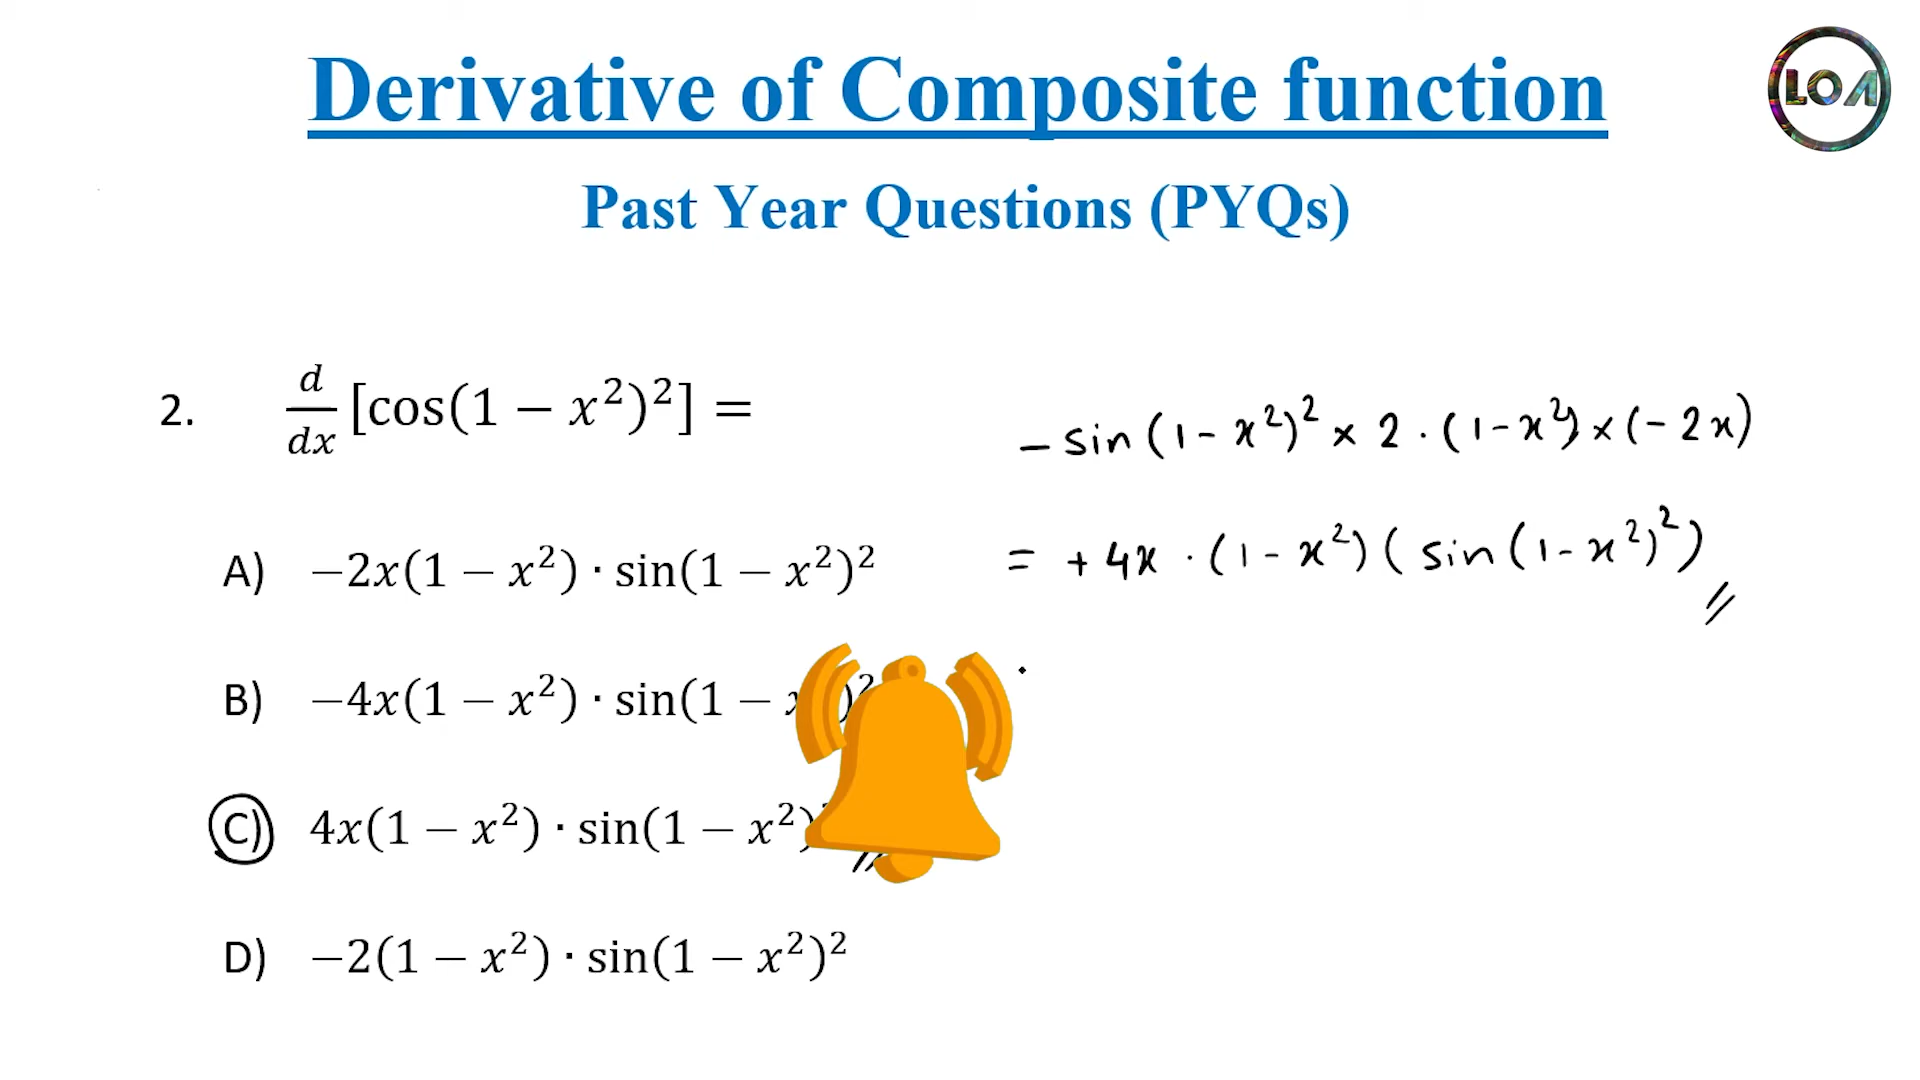 LOA
Derivative of Composite function
Past Year Questions (PYQs)
2. d/dx [cos(1 − x²)²] =
− sin(1 − x²)² × 2 · (1 − x²) × (− 2x)
= + 4x · (1 − x²)( sin(1 − x²)²)
A) −2x(1 − x²) · sin(1 − x²)²
B) −4x(1 − x²) · sin(1 −
C) 4x(1 − x²) · sin(1 − x²)
D) −2(1 − x²) · sin(1 − x²)²